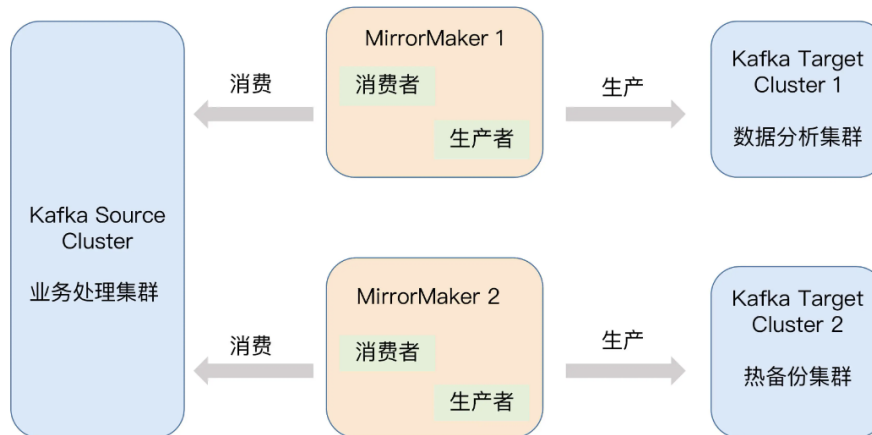 Kafka Source
Cluster
业务处理集群
消费
MirrorMaker 1
消费者
生产者
生产
Kafka Target
Cluster 1
数据分析集群
消费
MirrorMaker 2
消费者
生产者
生产
Kafka Target
Cluster 2
热备份集群